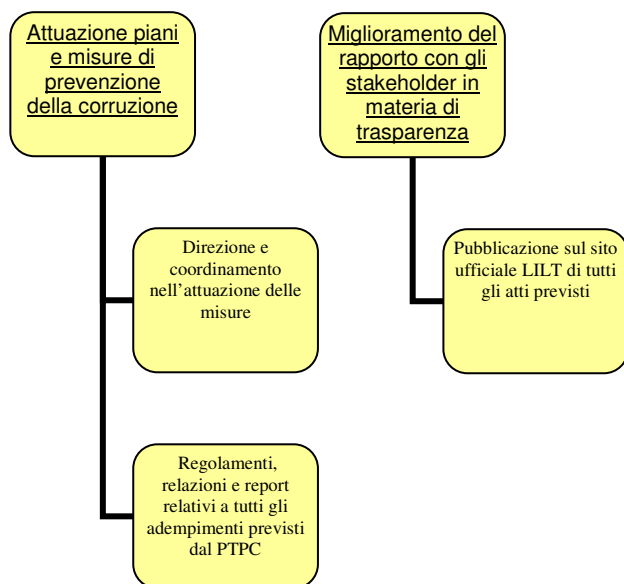 Attuazione piani
e misure di
prevenzione
della corruzione
Miglioramento del
rapporto con gli
stakeholder in
materia di
trasparenza
Direzione e
coordinamento
nell'attuazione delle
misure
Pubblicazione sul sito
ufficiale LILT di tutti
gli atti previsti
Regolamenti,
relazioni e report
relativi a tutti gli
adempimenti previsti
dal PTPC